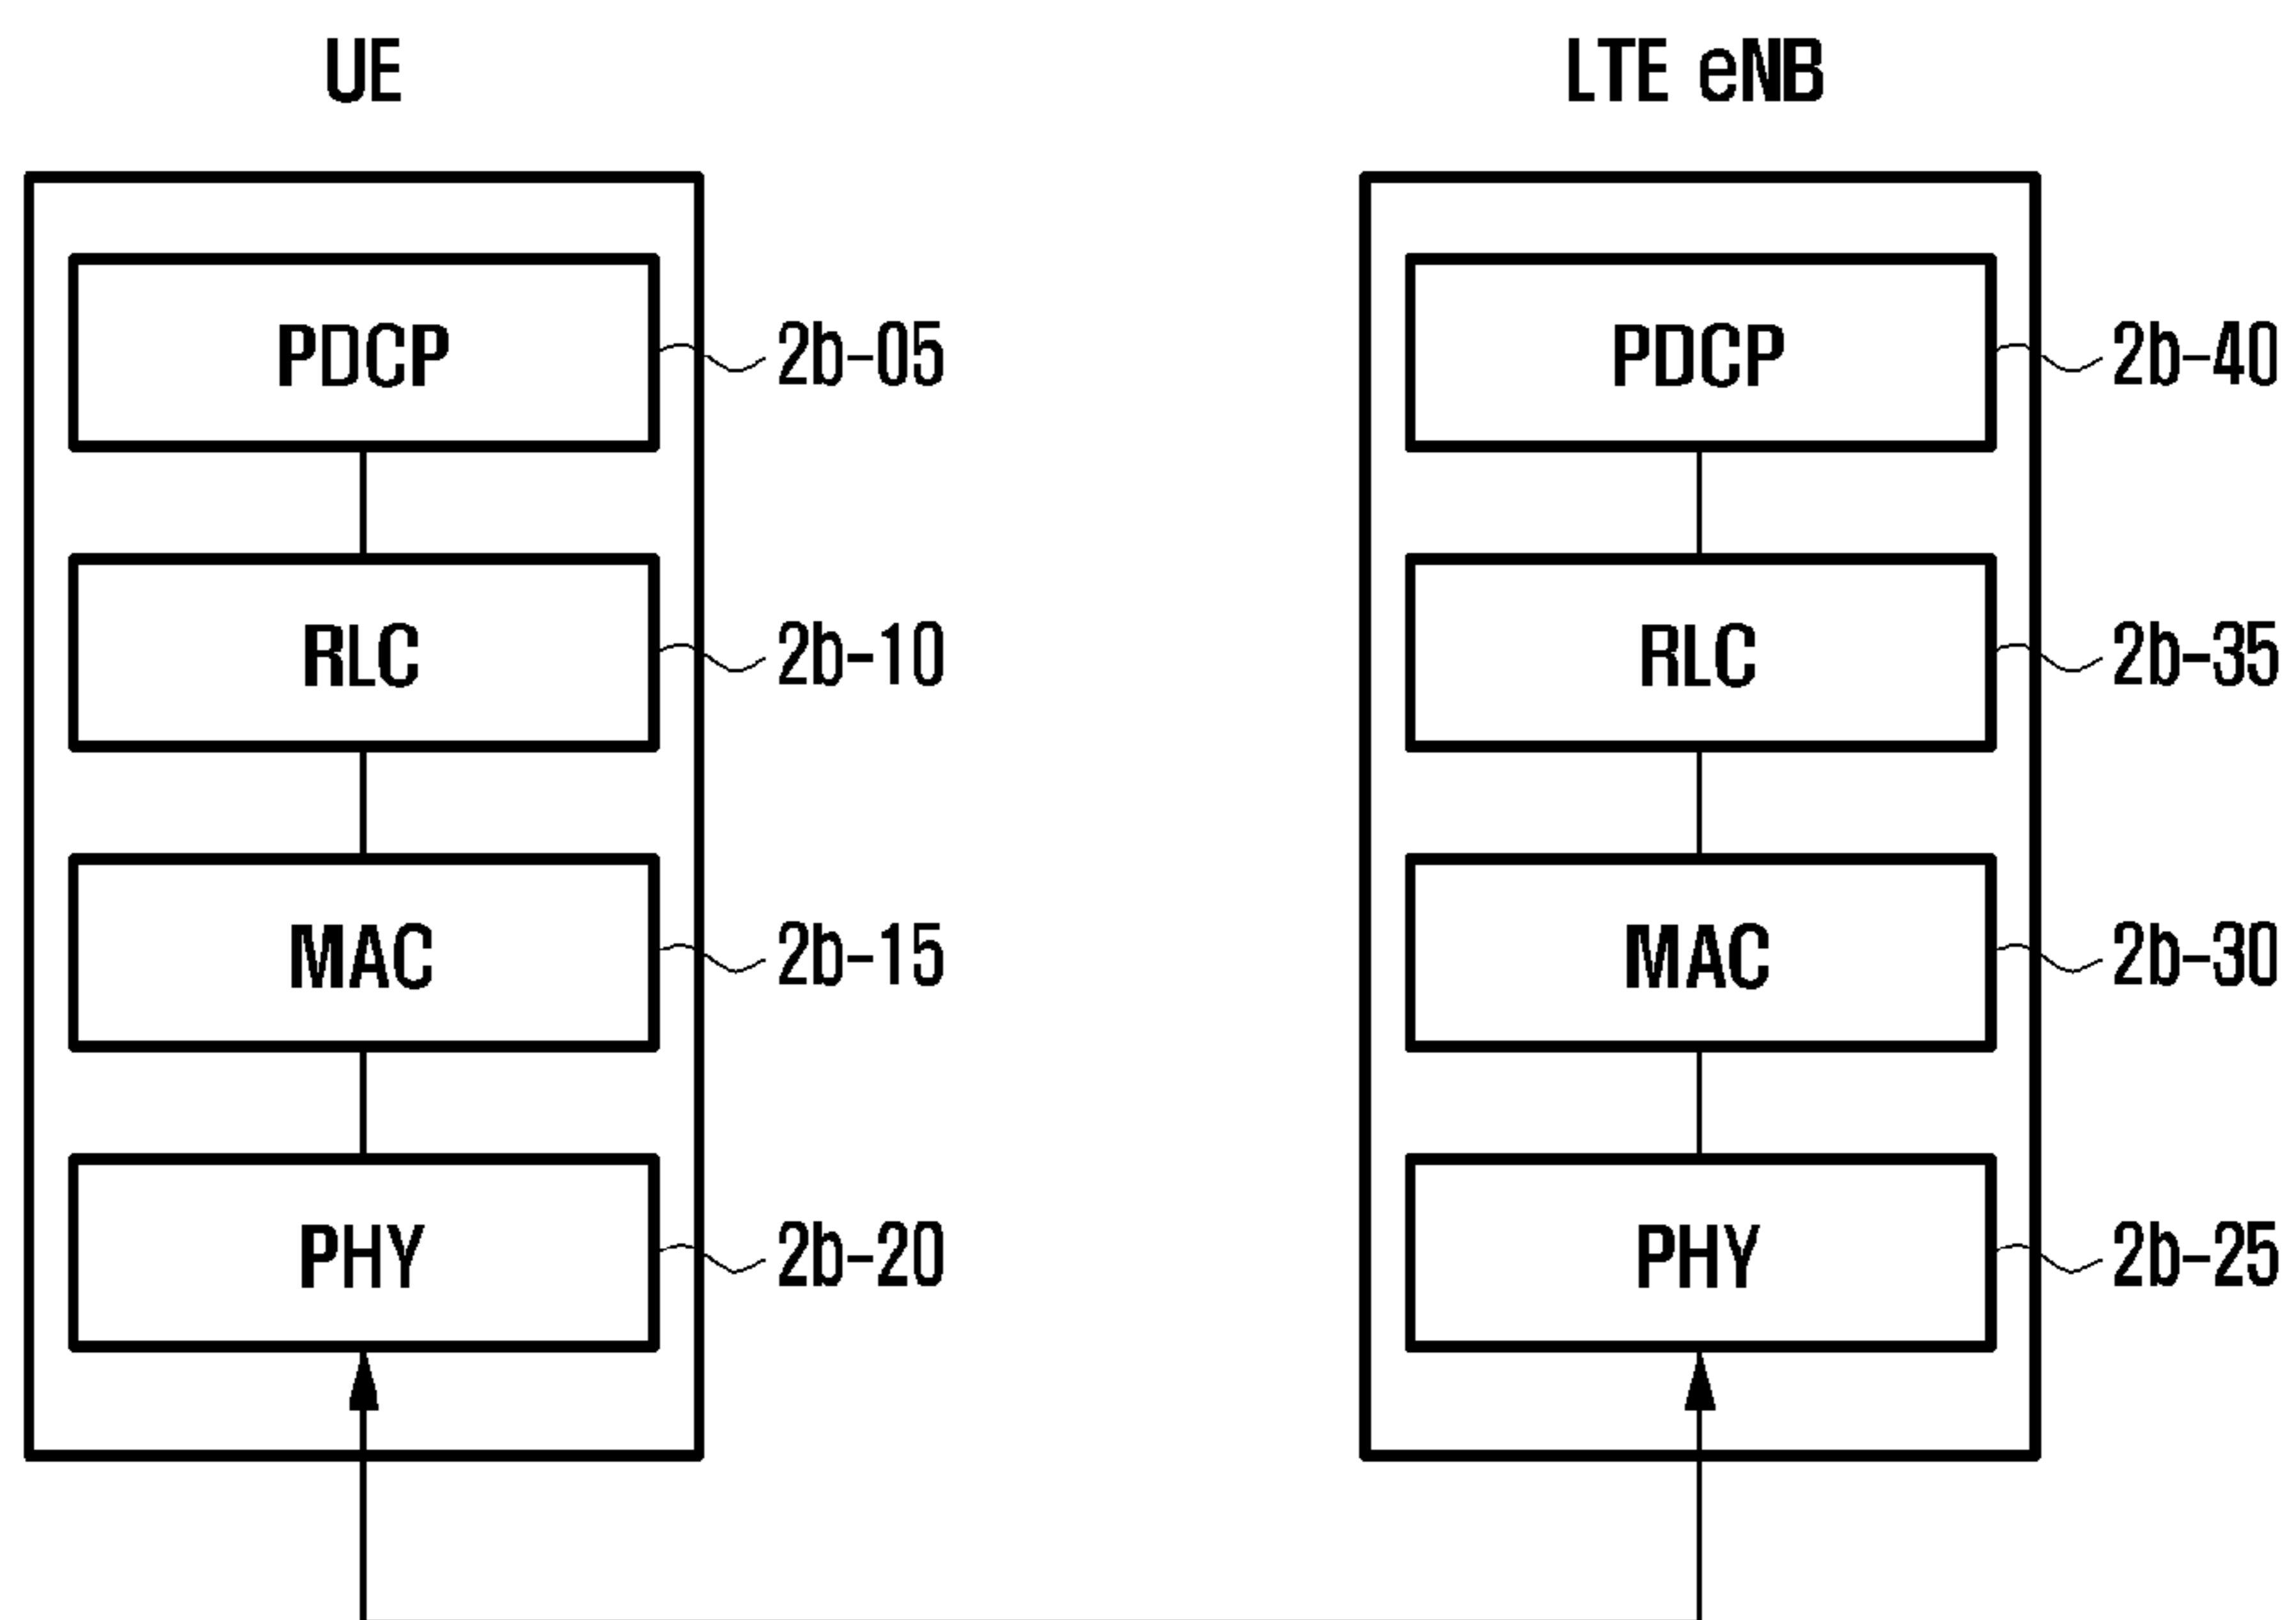 UE
LTE eNB
PDCP
2b-05
PDCP
2b-40
RLC
2b-10
RLC
2b-35
MAC
2b-15
MAC
2b-30
PHY
2b-20
PHY
2b-25